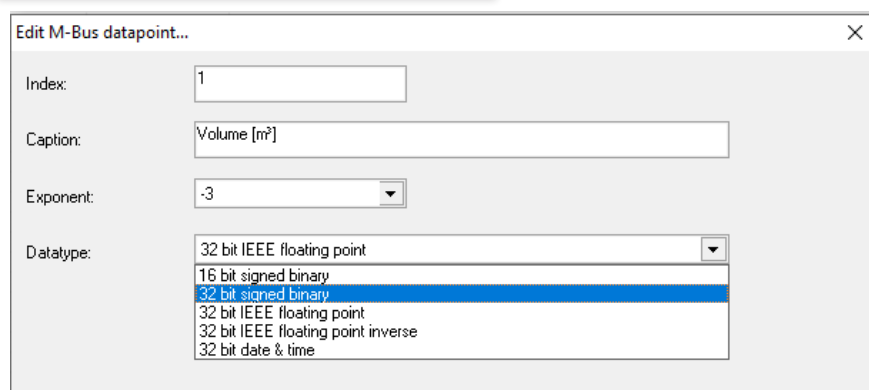 Edit M-Bus datapoint...
Index: 1
Caption: Volume [m³]
Exponent: -3
Datatype: 32 bit IEEE floating point
16 bit signed binary
32 bit signed binary
32 bit IEEE floating point
32 bit IEEE floating point inverse
32 bit date & time